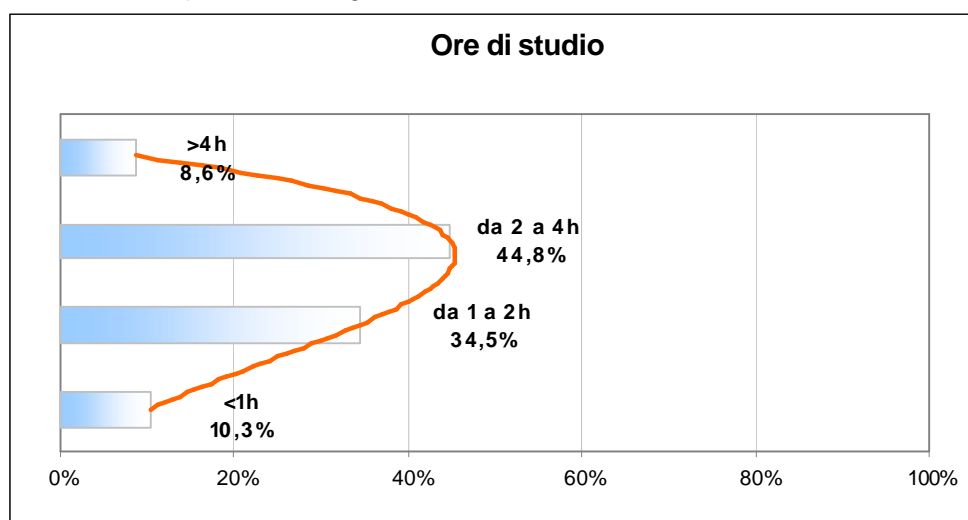 Ore di studio
>4h
8,6%
da 2 a 4h
44,8%
da 1 a 2h
34,5%
<1h
10,3%
0% 20% 40% 60% 80% 100%